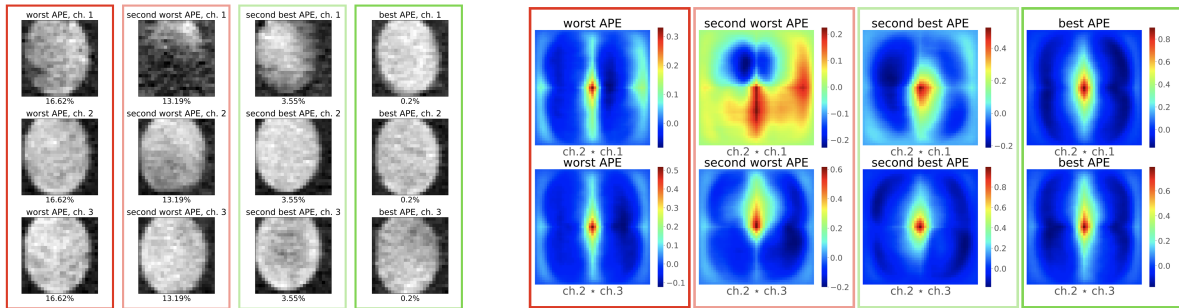 worst APE, ch. 1
second worst APE, ch. 1
second best APE, ch. 1
best APE, ch. 1
16.62%
13.19%
3.55%
0.2%
worst APE, ch. 2
second worst APE, ch. 2
second best APE, ch. 2
best APE, ch. 2
16.62%
13.19%
3.55%
0.2%
worst APE, ch. 3
second worst APE, ch. 3
second best APE, ch. 3
best APE, ch. 3
16.62%
13.19%
3.55%
0.2%
worst APE
second worst APE
second best APE
best APE
0.3
0.2
0.1
0.0
0.2
0.1
0.0
−0.1
−0.2
0.4
0.2
0.0
−0.2
0.8
0.6
0.4
0.2
0.0
ch.2 ⋆ ch.1
ch.2 ⋆ ch.1
ch.2 ⋆ ch.1
ch.2 ⋆ ch.1
worst APE
second worst APE
second best APE
best APE
0.5
0.4
0.3
0.2
0.1
0.0
−0.1
0.6
0.4
0.2
0.0
0.8
0.6
0.4
0.2
0.0
0.6
0.4
0.2
0.0
ch.2 ⋆ ch.3
ch.2 ⋆ ch.3
ch.2 ⋆ ch.3
ch.2 ⋆ ch.3